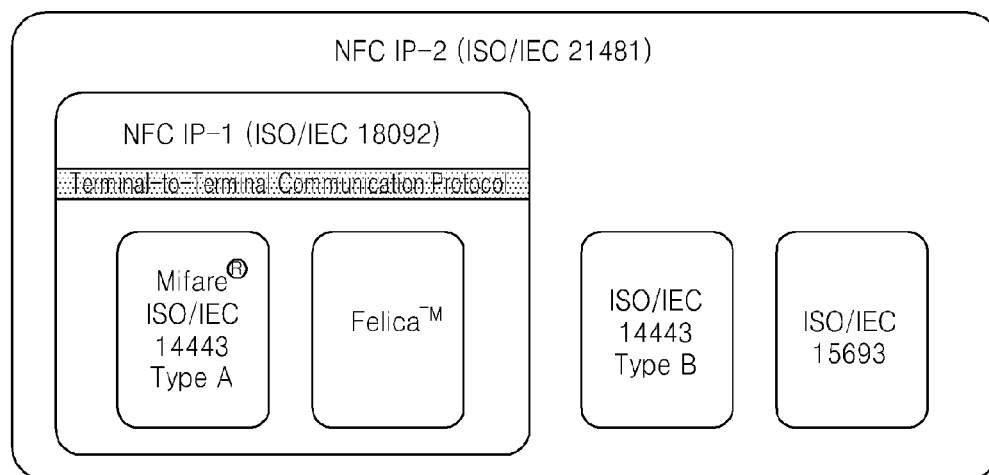 NFC IP-2 (ISO/IEC 21481)
NFC IP-1 (ISO/IEC 18092)
Terminal-to-Terminal Communication Protocol
Mifare®
ISO/IEC
14443
Type A
Felica™
ISO/IEC
14443
Type B
ISO/IEC
15693